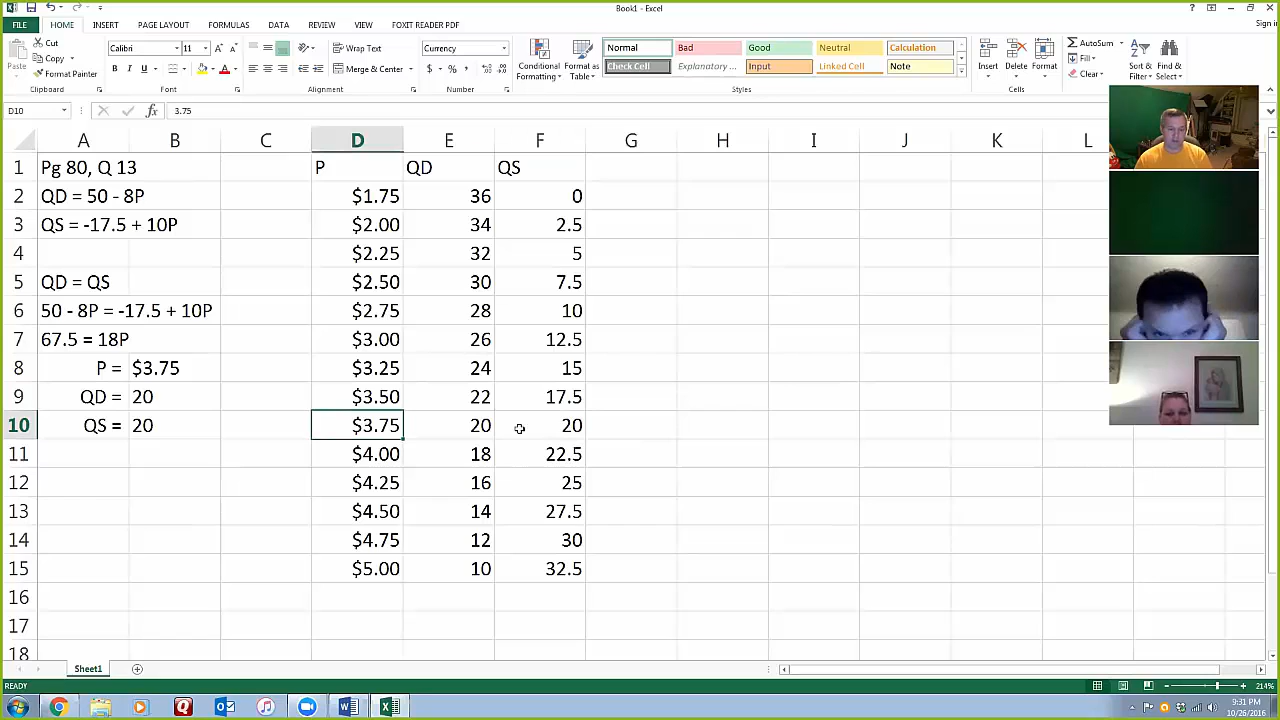 Book1 - Excel
Sign in
FILE HOME INSERT PAGE LAYOUT FORMULAS DATA REVIEW VIEW FOXIT READER PDF
Paste
Cut
Copy
Format Painter
Clipboard
Calibri 11
B I U
Font
Wrap Text
Merge & Center
Alignment
Currency
$ % ,
Number
Conditional Formatting
Format as Table
Normal Bad Good Neutral Calculation
Check Cell Explanatory ... Input Linked Cell Note
Styles
Insert Delete Format
Cells
AutoSum
Fill
Clear
Sort & Filter
Find & Select
Editing
D10 fx 3.75
A B C D E F G H I J K L
1 Pg 80, Q 13 P QD QS
2 QD = 50 - 8P $1.75 36 0
3 QS = -17.5 + 10P $2.00 34 2.5
4 $2.25 32 5
5 QD = QS $2.50 30 7.5
6 50 - 8P = -17.5 + 10P $2.75 28 10
7 67.5 = 18P $3.00 26 12.5
8 P = $3.75 $3.25 24 15
9 QD = 20 $3.50 22 17.5
10 QS = 20 $3.75 20 20
11 $4.00 18 22.5
12 $4.25 16 25
13 $4.50 14 27.5
14 $4.75 12 30
15 $5.00 10 32.5
16
17
18
Sheet1
READY 214%
9:31 PM
10/26/2016